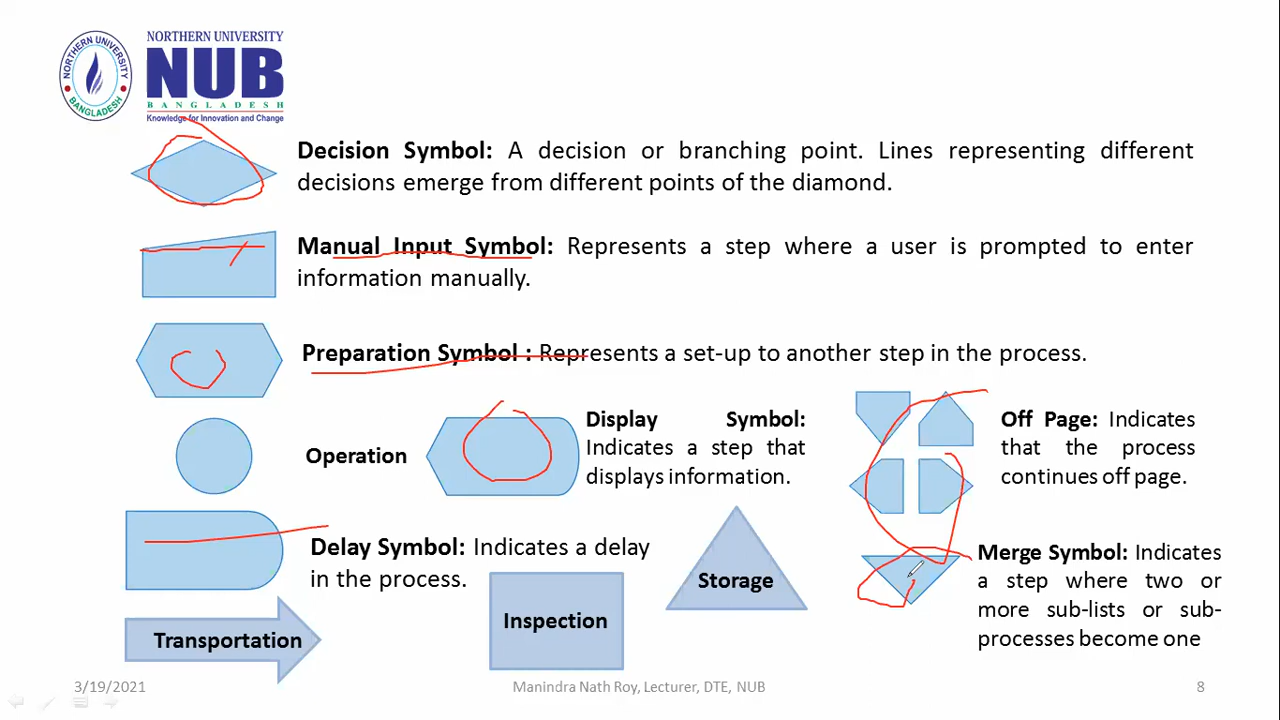 NORTHERN UNIVERSITY
BANGLADESH
NORTHERN UNIVERSITY
NUB
BANGLADESH
Knowledge for Innovation and Change
Decision Symbol: A decision or branching point. Lines representing different
decisions emerge from different points of the diamond.
Manual Input Symbol: Represents a step where a user is prompted to enter
information manually.
Preparation Symbol : Represents a set-up to another step in the process.
Operation
Display Symbol:
Indicates a step that
displays information.
Off Page: Indicates
that the process
continues off page.
Delay Symbol: Indicates a delay
in the process.
Storage
Merge Symbol: Indicates
a step where two or
more sub-lists or sub-
processes become one
Transportation
Inspection
3/19/2021
Manindra Nath Roy, Lecturer, DTE, NUB
8